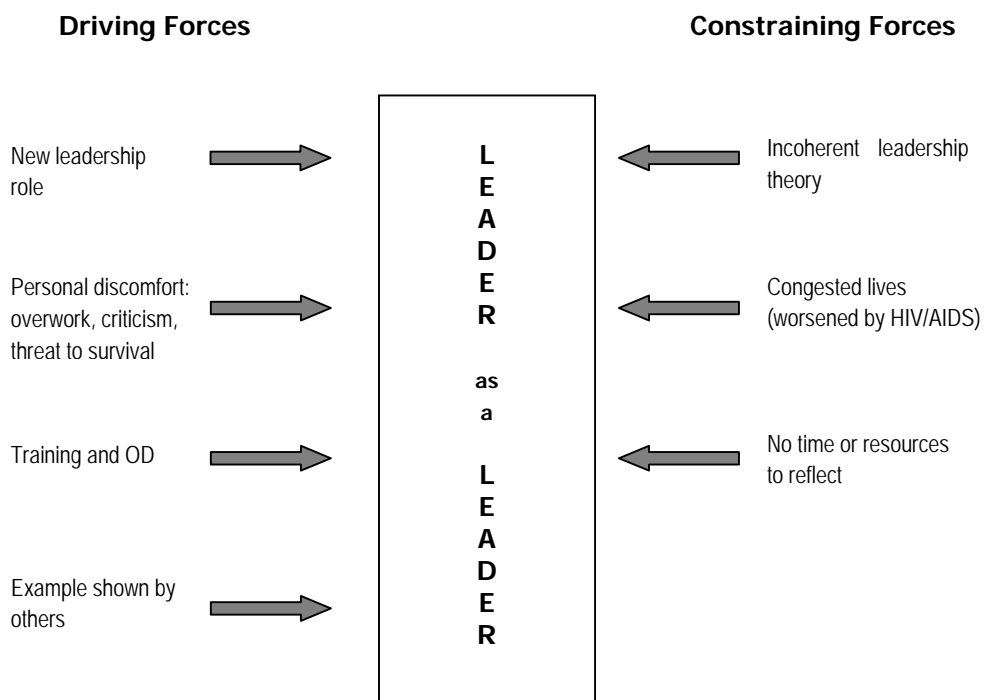 Driving Forces
Constraining Forces
New leadership
role
Personal discomfort:
overwork, criticism,
threat to survival
Training and OD
Example shown by
others
L
E
A
D
E
R
as
a
L
E
A
D
E
R
Incoherent leadership
theory
Congested lives
(worsened by HIV/AIDS)
No time or resources
to reflect